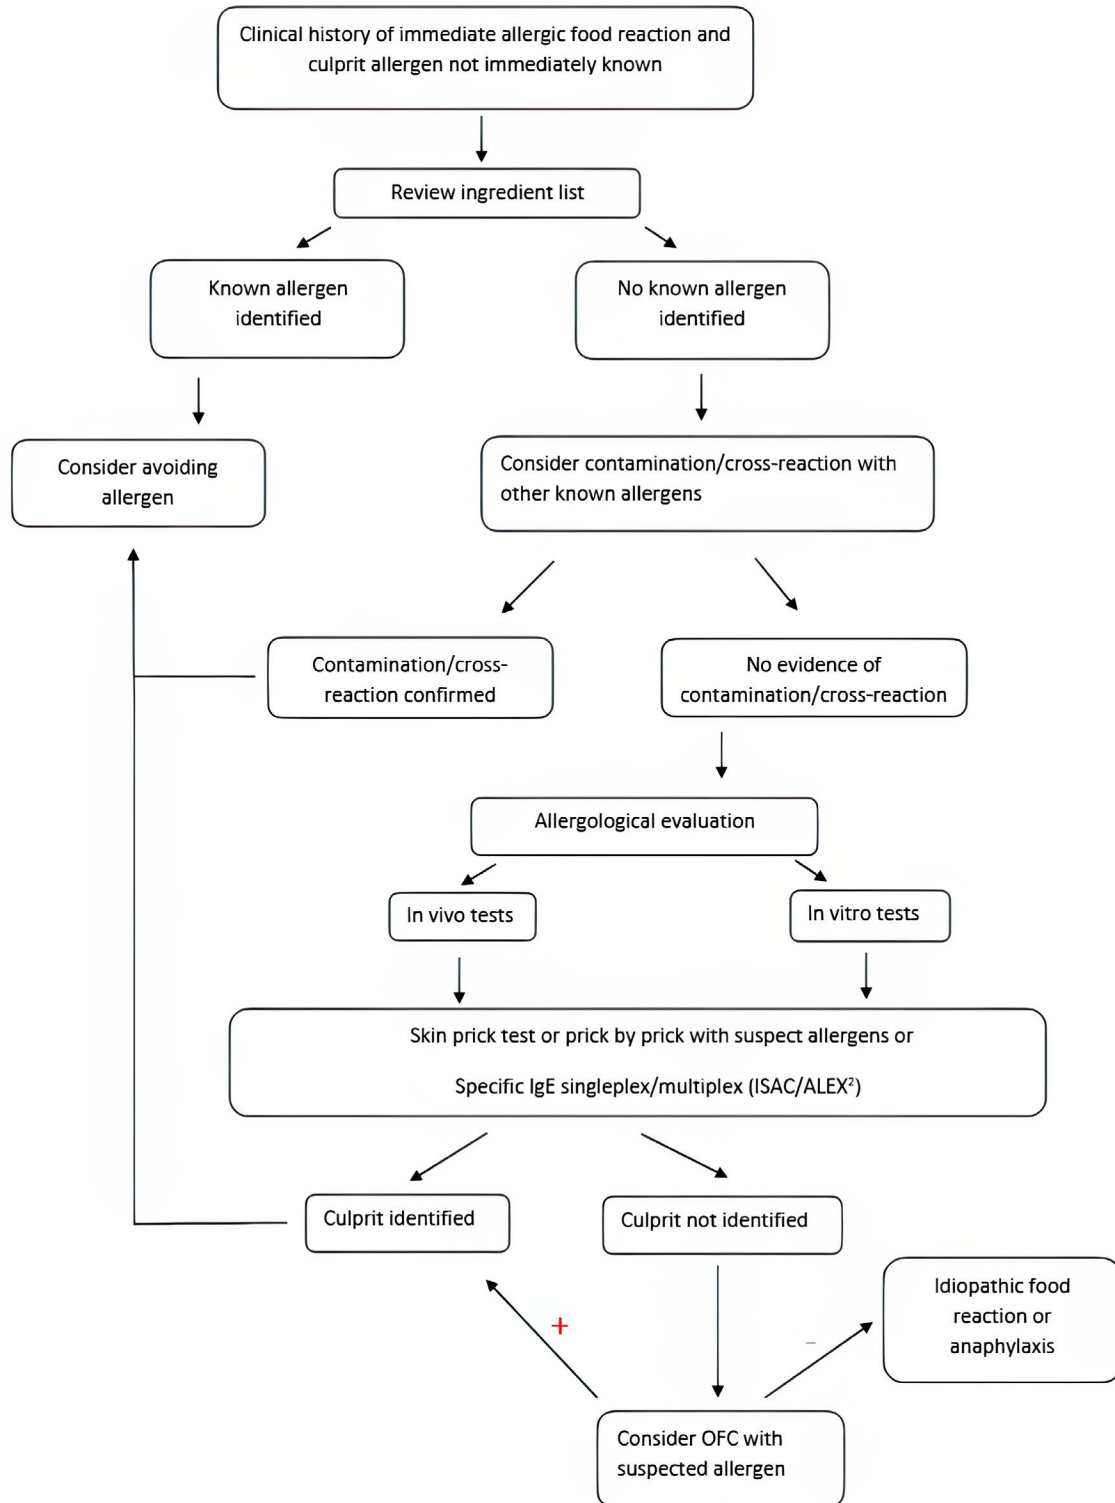 Clinical history of immediate allergic food reaction and
culprit allergen not immediately known
Review ingredient list
Known allergen
identified
No known allergen
identified
Consider avoiding
allergen
Consider contamination/cross-reaction with
other known allergens
Contamination/cross-
reaction confirmed
No evidence of
contamination/cross-reaction
Allergological evaluation
In vivo tests
In vitro tests
Skin prick test or prick by prick with suspect allergens or
Specific IgE singleplex/multiplex (ISAC/ALEX²)
Culprit identified
Culprit not identified
Idiopathic food
reaction or
anaphylaxis
+
–
Consider OFC with
suspected allergen